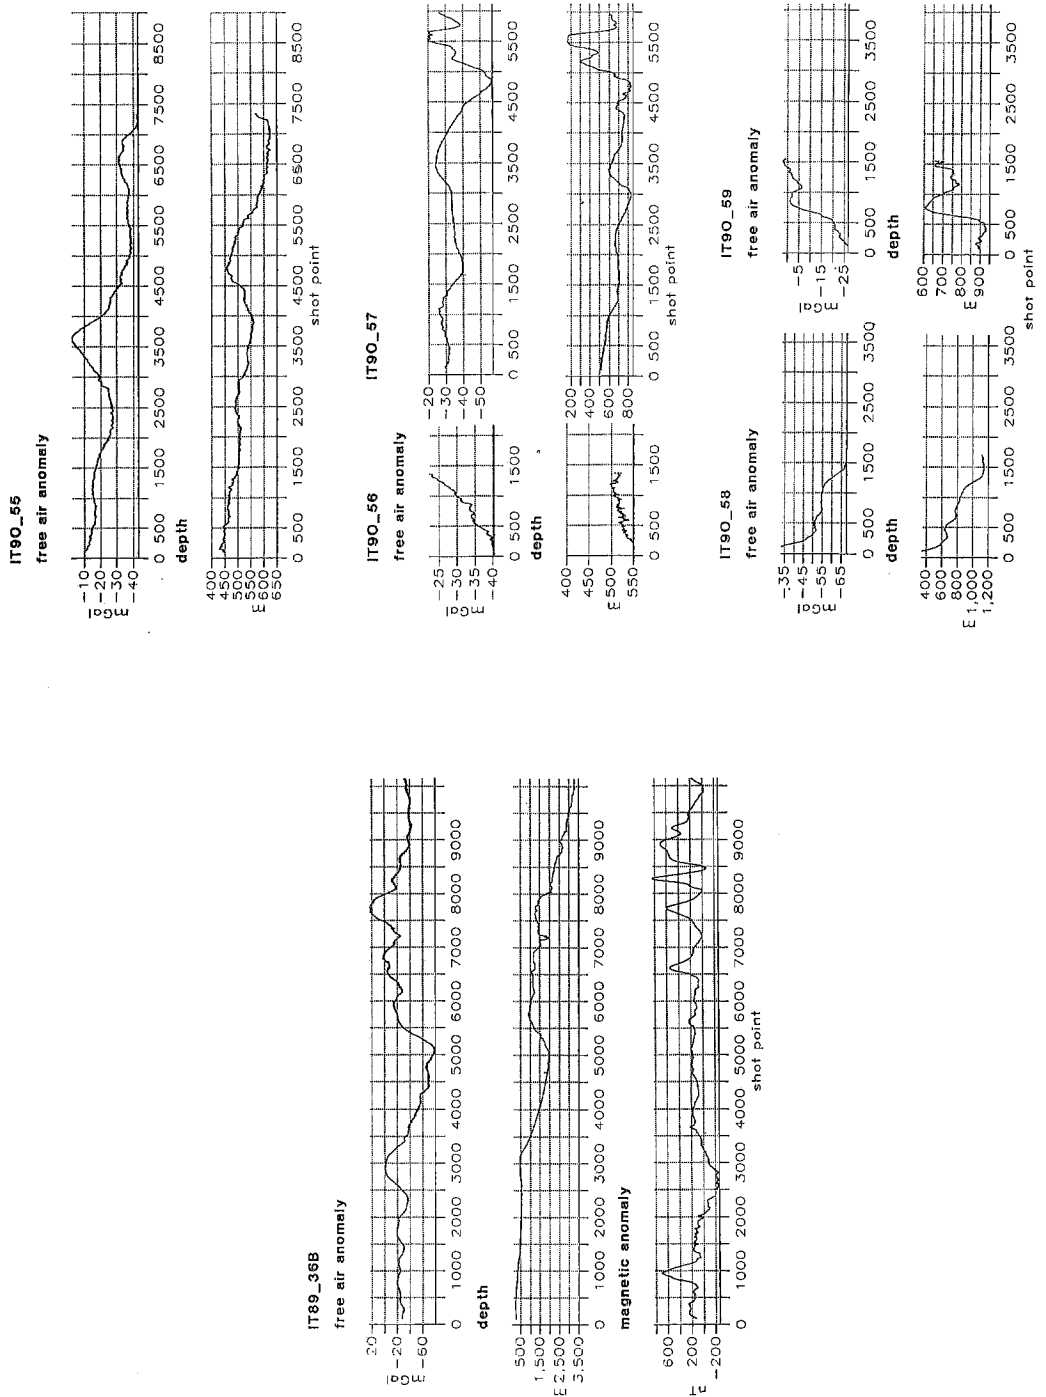 IT89_36B
free air anomaly
20
-20
-60
mGal
0 1000 2000 3000 4000 5000 6000 7000 8000 9000
depth
500
1,500
2,500
3,500
m
0 1000 2000 3000 4000 5000 6000 7000 8000 9000
magnetic anomaly
600
200
-200
nT
0 1000 2000 3000 4000 5000 6000 7000 8000 9000
shot point
IT90_55
free air anomaly
-10
-20
-30
-40
mGal
0 500 1500 2500 3500 4500 5500 6500 7500 8500
depth
400
450
500
550
600
650
m
0 500 1500 2500 3500 4500 5500 6500 7500 8500
shot point
IT90_56
free air anomaly
-25
-30
-35
-40
mGal
0 500 1500
depth
400
450
500
550
m
0 500 1500
IT90_57
-20
-30
-40
-50
0 500 1500 2500 3500 4500 5500
200
400
600
800
0 500 1500 2500 3500 4500 5500
shot point
IT90_58
free air anomaly
-35
-45
-55
-65
mGal
0 500 1500 2500 3500
depth
400
600
800
1,000
1,200
m
0 500 1500 2500 3500
IT90_59
free air anomaly
-5
-15
-25
mGal
0 500 1500 2500 3500
depth
600
700
800
900
m
0 500 1500 2500 3500
shot point